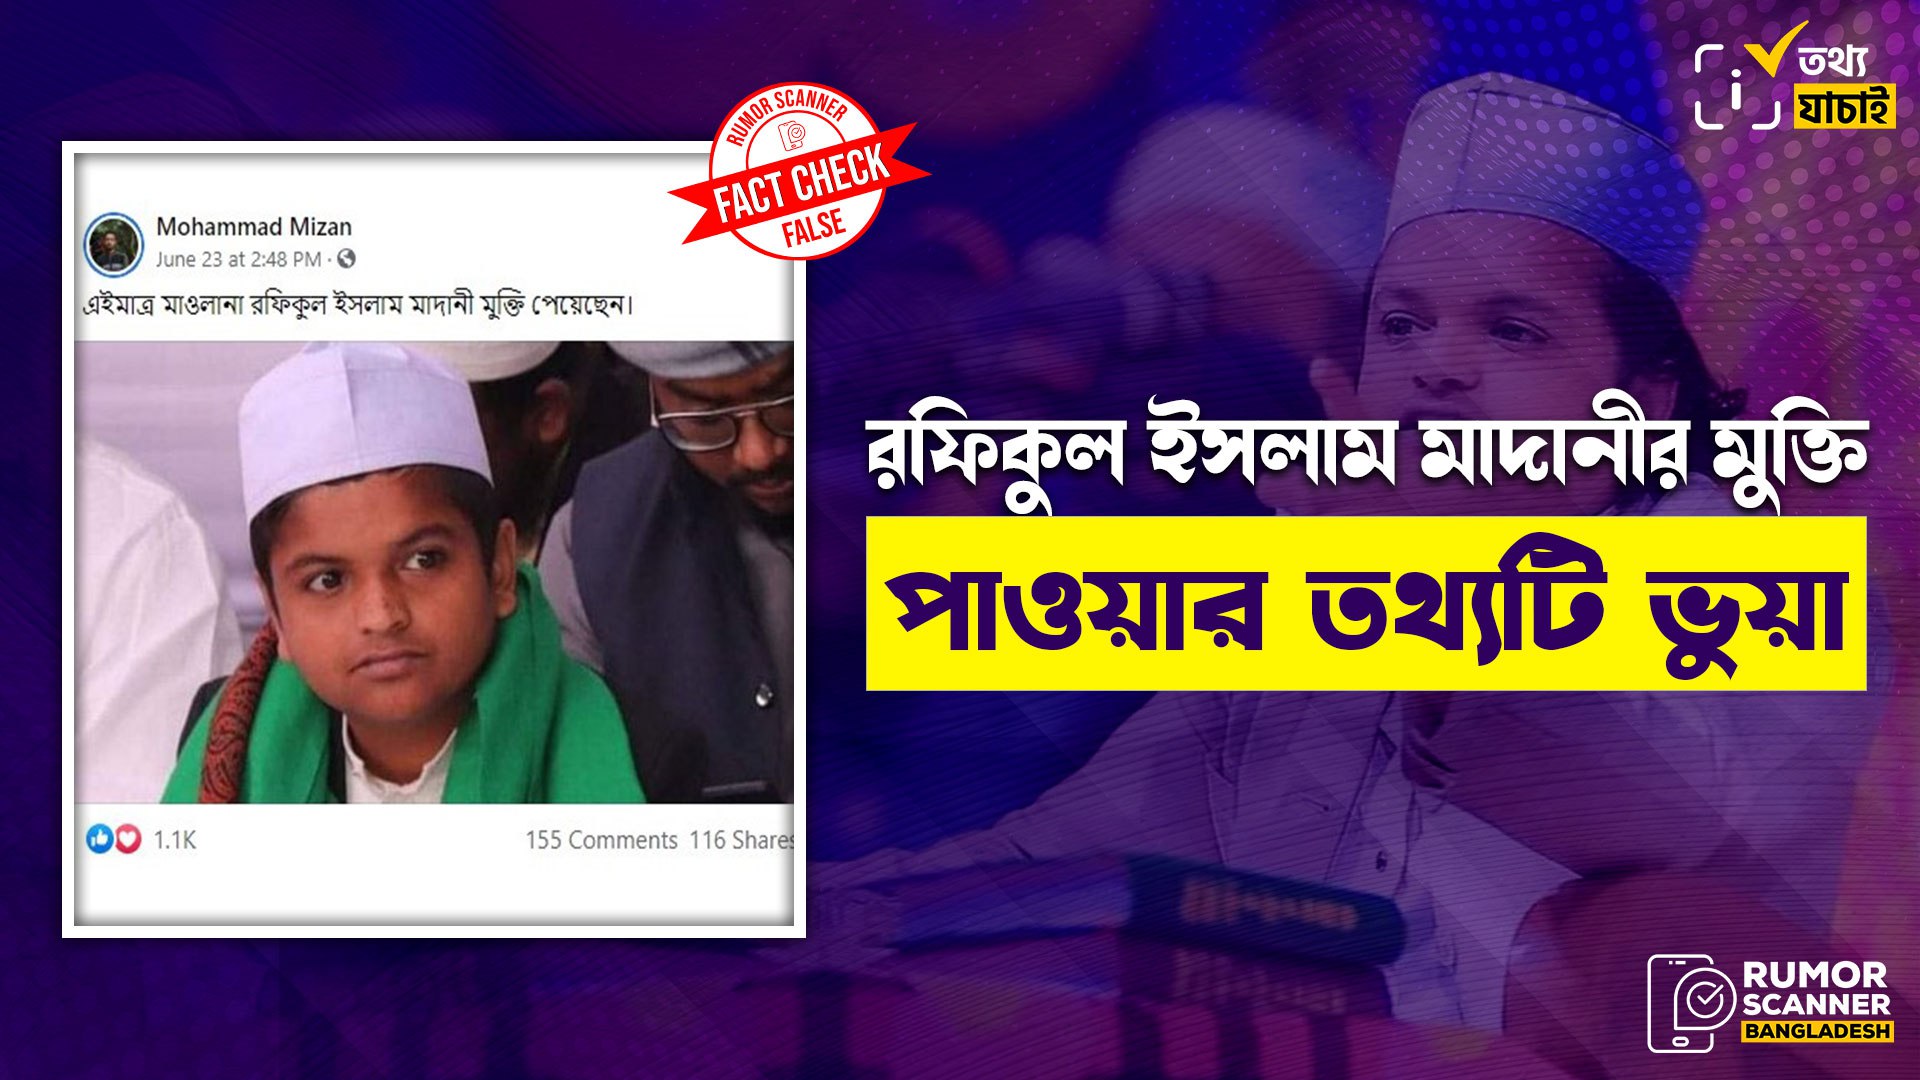 তথ্য
যাচাই
RUMOR SCANNER
FACT CHECK
FALSE
Mohammad Mizan
June 23 at 2:48 PM
এইমাত্র মাওলানা রফিকুল ইসলাম মাদানী মুক্তি পেয়েছেন।
1.1K 155 Comments 116 Shares
রফিকুল ইসলাম মাদানীর মুক্তি
পাওয়ার তথ্যটি ভুয়া
RUMOR
SCANNER
BANGLADESH